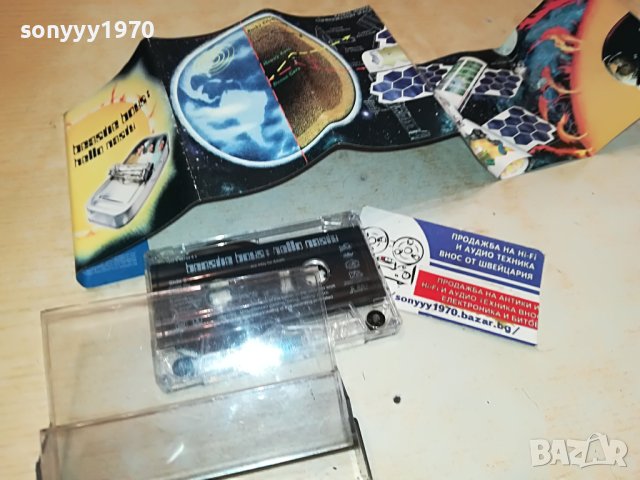 sonyyy1970
beastie boys:
hello nasty
beastie boys: hello nasty
ПРОДАЖБА НА Hi-Fi
И АУДИО ТЕХНИКА
ВНОС ОТ ШВЕЙЦАРИЯ
ПРОДАЖБА НА АНТИКИ И
Hi-Fi И АУДИО ТЕХНИКА ВНОС
ЕЛЕКТРОНИКА И БИТОВ
sonyyy1970.bazar.bg/
BAZAR